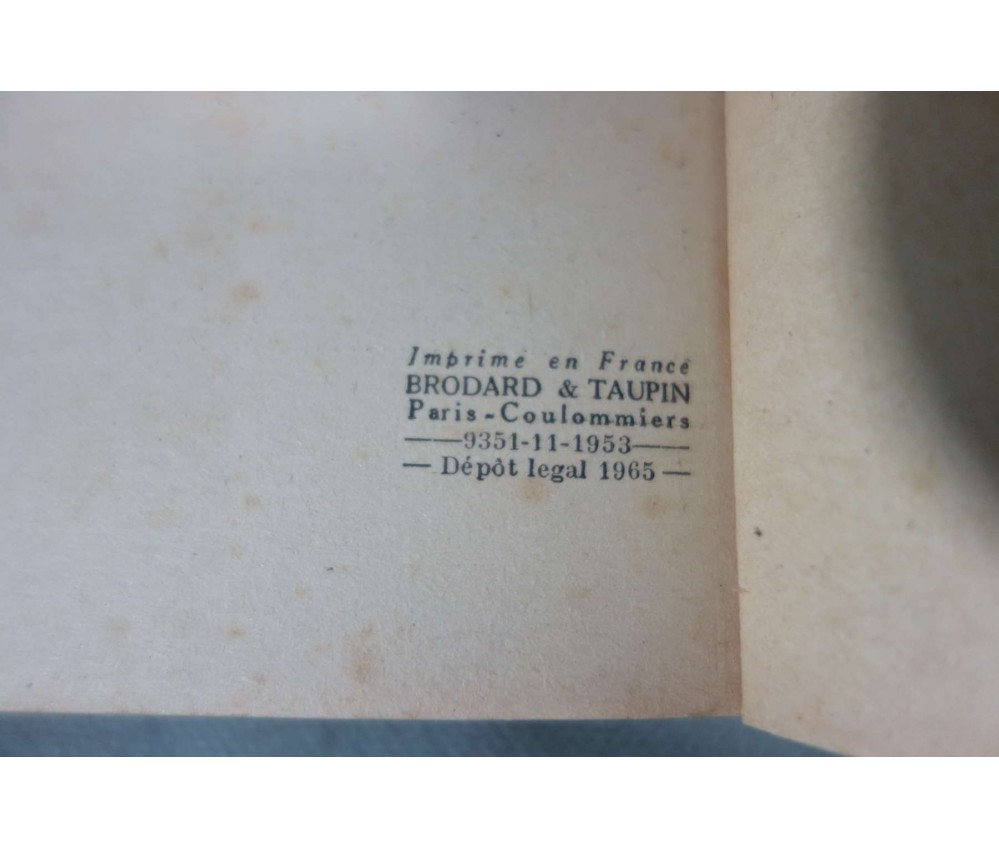 Imprime en France
BRODARD & TAUPIN
Paris-Coulommiers
——9351-11-1953——
— Dépôt legal 1965 —